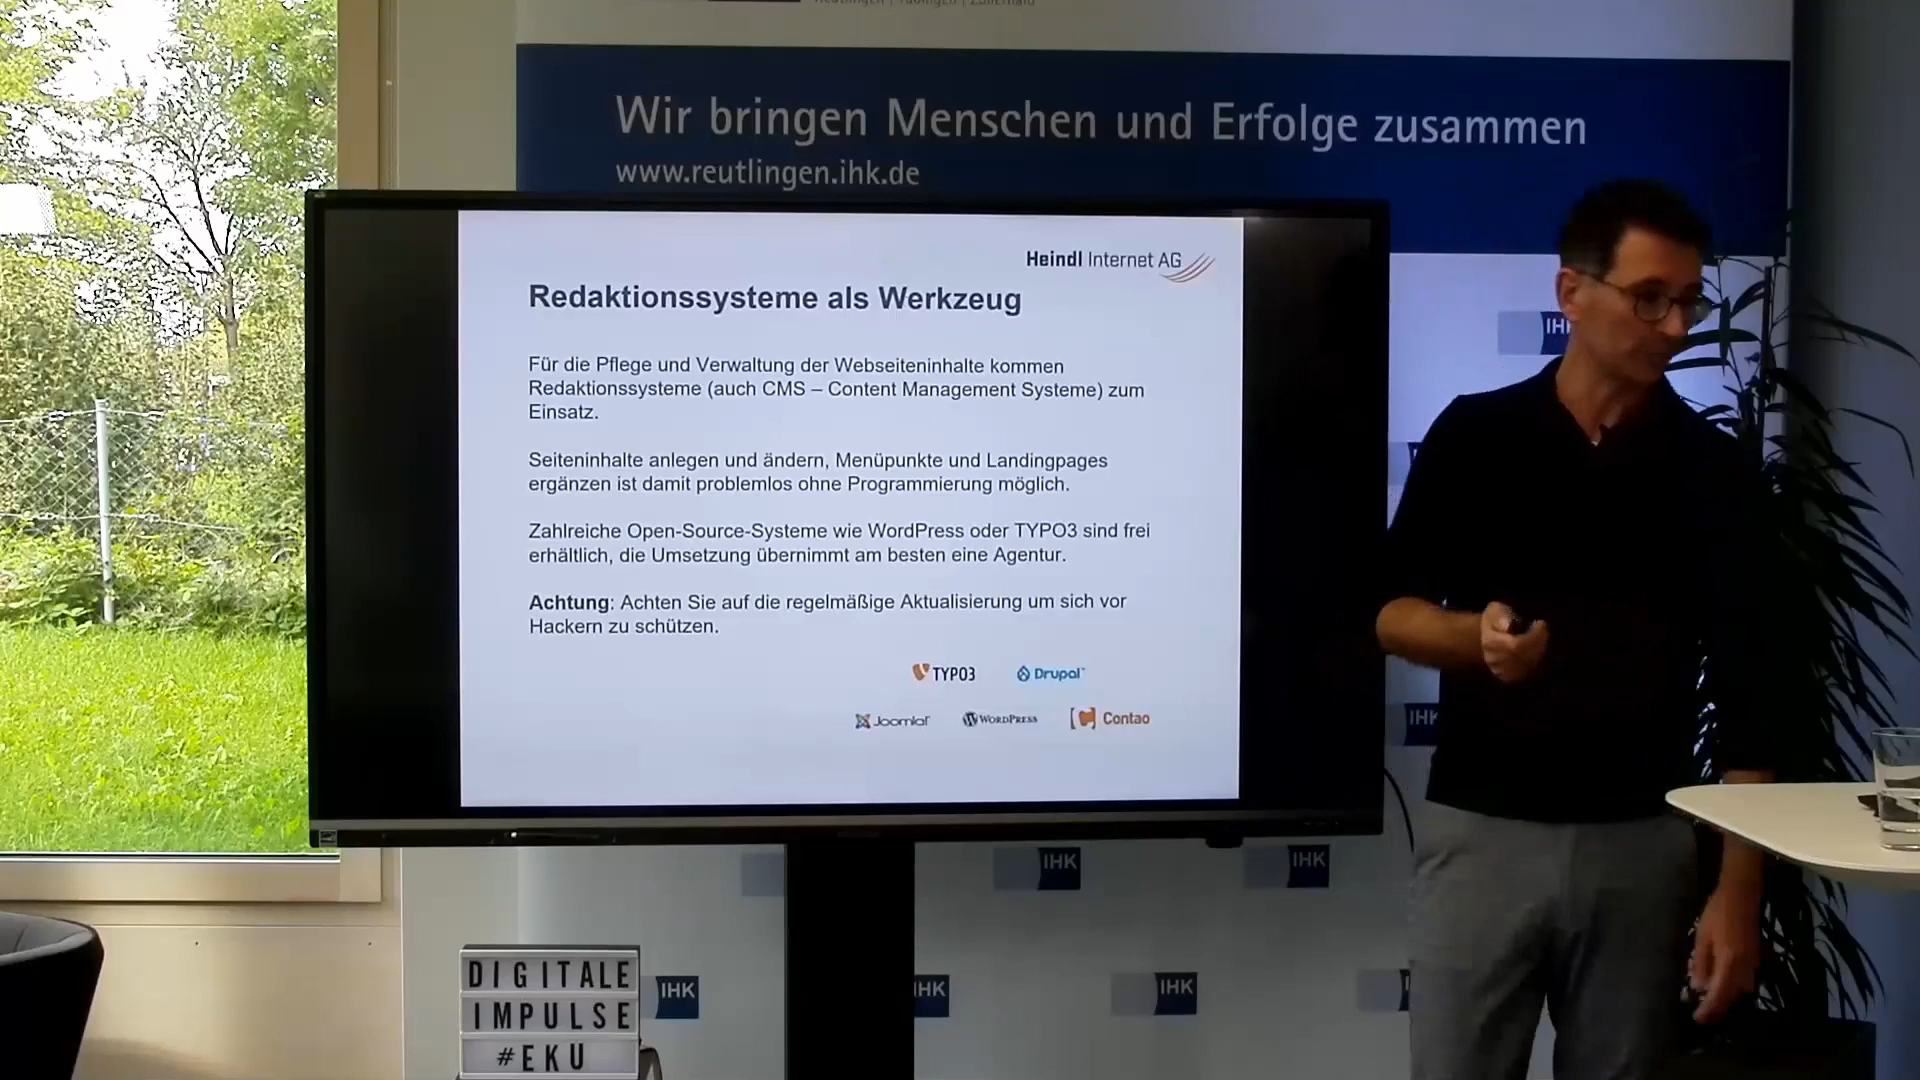 Wir bringen Menschen und Erfolge zusammen
www.reutlingen.ihk.de
Heindl Internet AG
Redaktionssysteme als Werkzeug
Für die Pflege und Verwaltung der Webseiteninhalte kommen
Redaktionssysteme (auch CMS – Content Management Systeme) zum
Einsatz.
Seiteninhalte anlegen und ändern, Menüpunkte und Landingpages
ergänzen ist damit problemlos ohne Programmierung möglich.
Zahlreiche Open-Source-Systeme wie WordPress oder TYPO3 sind frei
erhältlich, die Umsetzung übernimmt am besten eine Agentur.
Achtung: Achten Sie auf die regelmäßige Aktualisierung um sich vor
Hackern zu schützen.
TYPO3 Drupal™
Joomla! WORDPRESS Contao
IHK
IHK
IHK IHK
IHK IHK IHK
DIGITALE
IMPULSE
#EKU